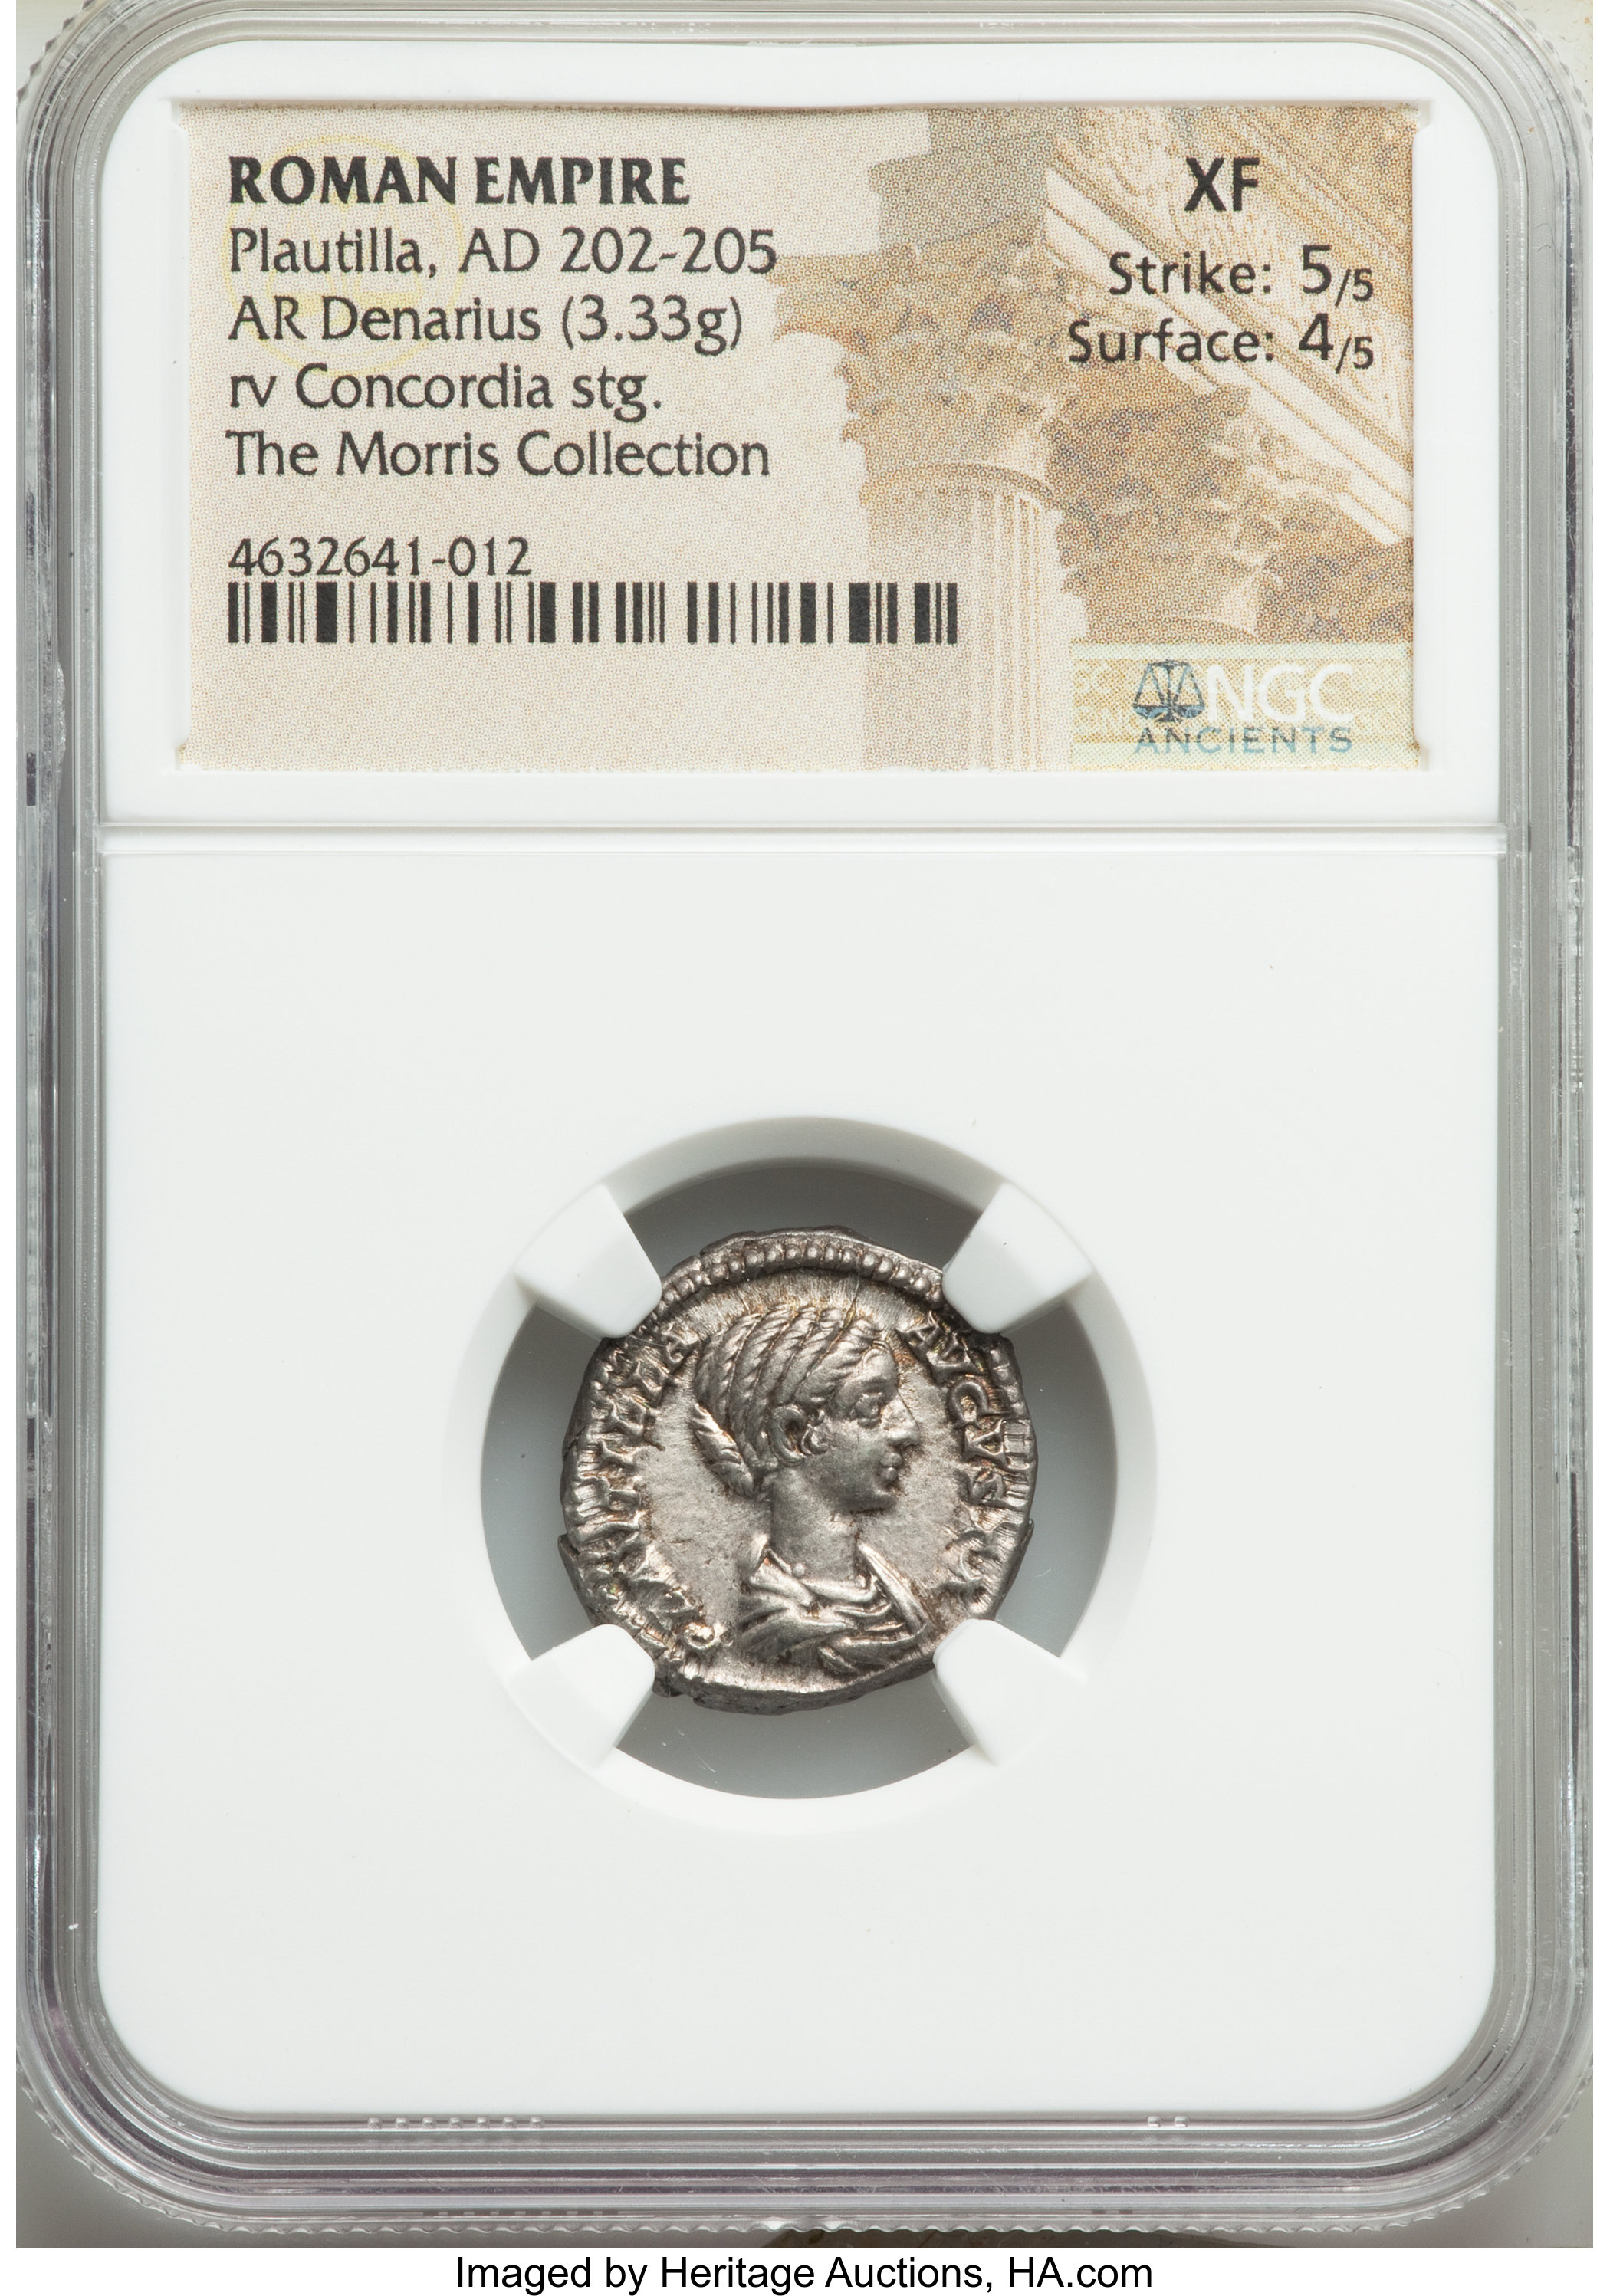 ROMAN EMPIRE
Plautilla, AD 202-205
AR Denarius (3.33g)
rv Concordia stg.
The Morris Collection
4632641-012
XF
Strike: 5/5
Surface: 4/5
NGC
ANCIENTS
PLAVTILLA AVGVSTA
Imaged by Heritage Auctions, HA.com